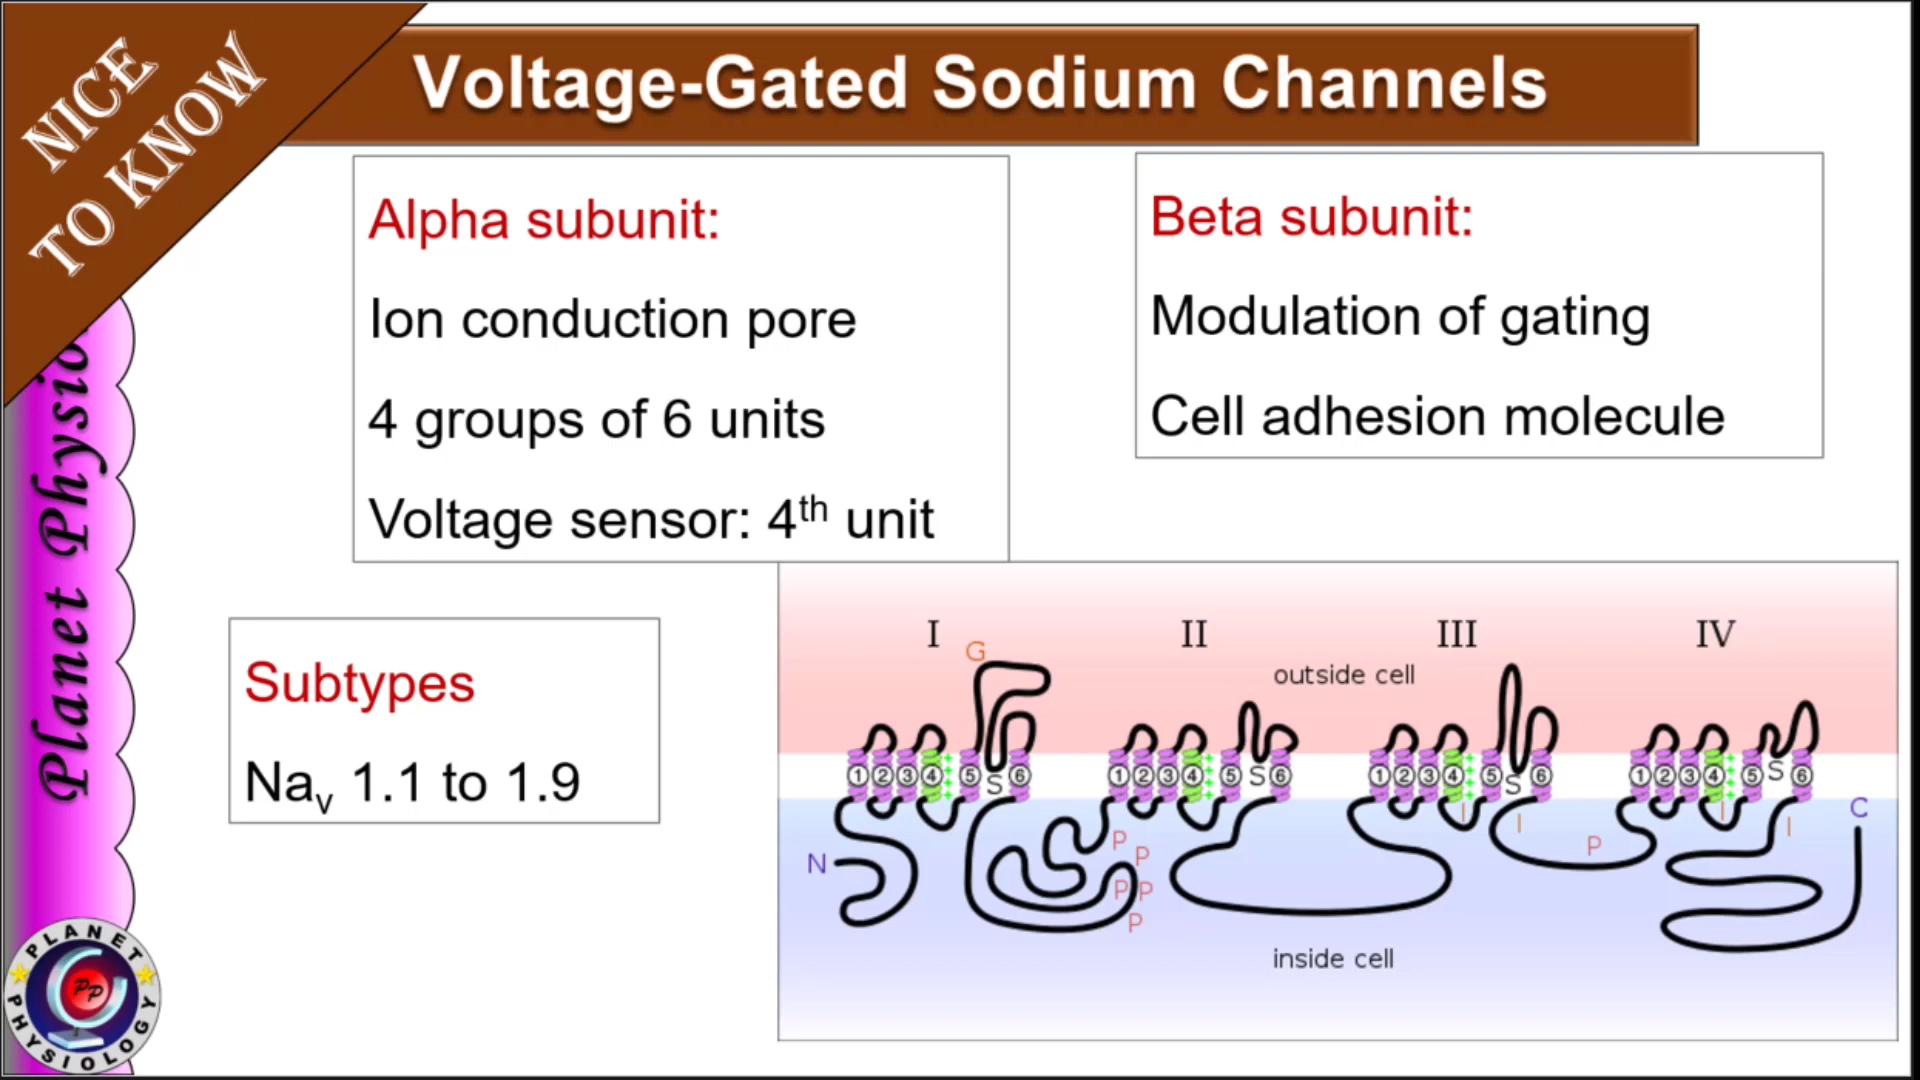 NICE
TO KNOW
Voltage-Gated Sodium Channels
Alpha subunit:
Ion conduction pore
4 groups of 6 units
Voltage sensor: 4th unit
Beta subunit:
Modulation of gating
Cell adhesion molecule
Subtypes
Nav 1.1 to 1.9
I II III IV
G
outside cell
1 2 3 4 5 S 6 1 2 3 4 5 S 6 1 2 3 4 5 S 6 1 2 3 4 5 S 6
I I I I
C
N
P P P P P P
inside cell
Planet Physio
PLANET
PP
PHYSIOLOGY